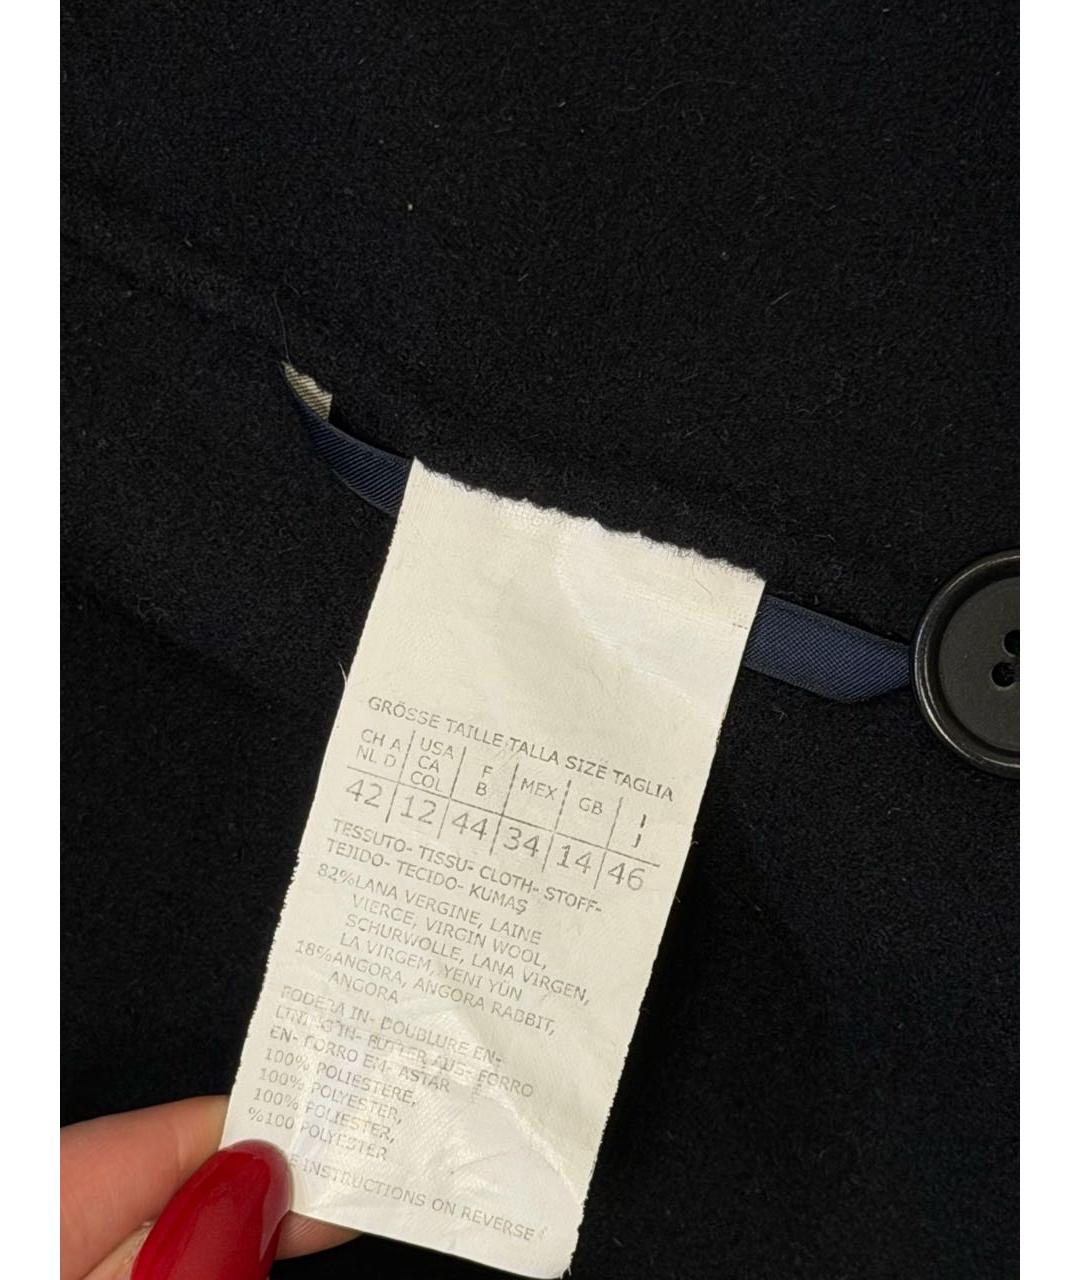 GRÖSSE TAILLE TALLA SIZE TAGLIA
CH A NL D | USA CA COL | F B | MEX | GB | I
42 | 12 | 44 | 34 | 14 | 46
TESSUTO- TISSU- CLOTH- STOFF-
TEJIDO- TECIDO- KUMAŞ
82%LANA VERGINE, LAINE
VIERCE, VIRGIN WOOL,
SCHURWOLLE, LANA VIRGEN,
LA VIRGEM, YENI YÜN
18%ANGORA, ANGORA RABBIT,
ANGORA
FODERA IN- DOUBLURE EN-
LINING IN- FUTTER AUS- FORRO
EN- FORRO EM- ASTAR
100% POLIESTERE,
100% POLYESTER,
100% POLIESTER,
%100 POLYESTER
INSTRUCTIONS ON REVERSE